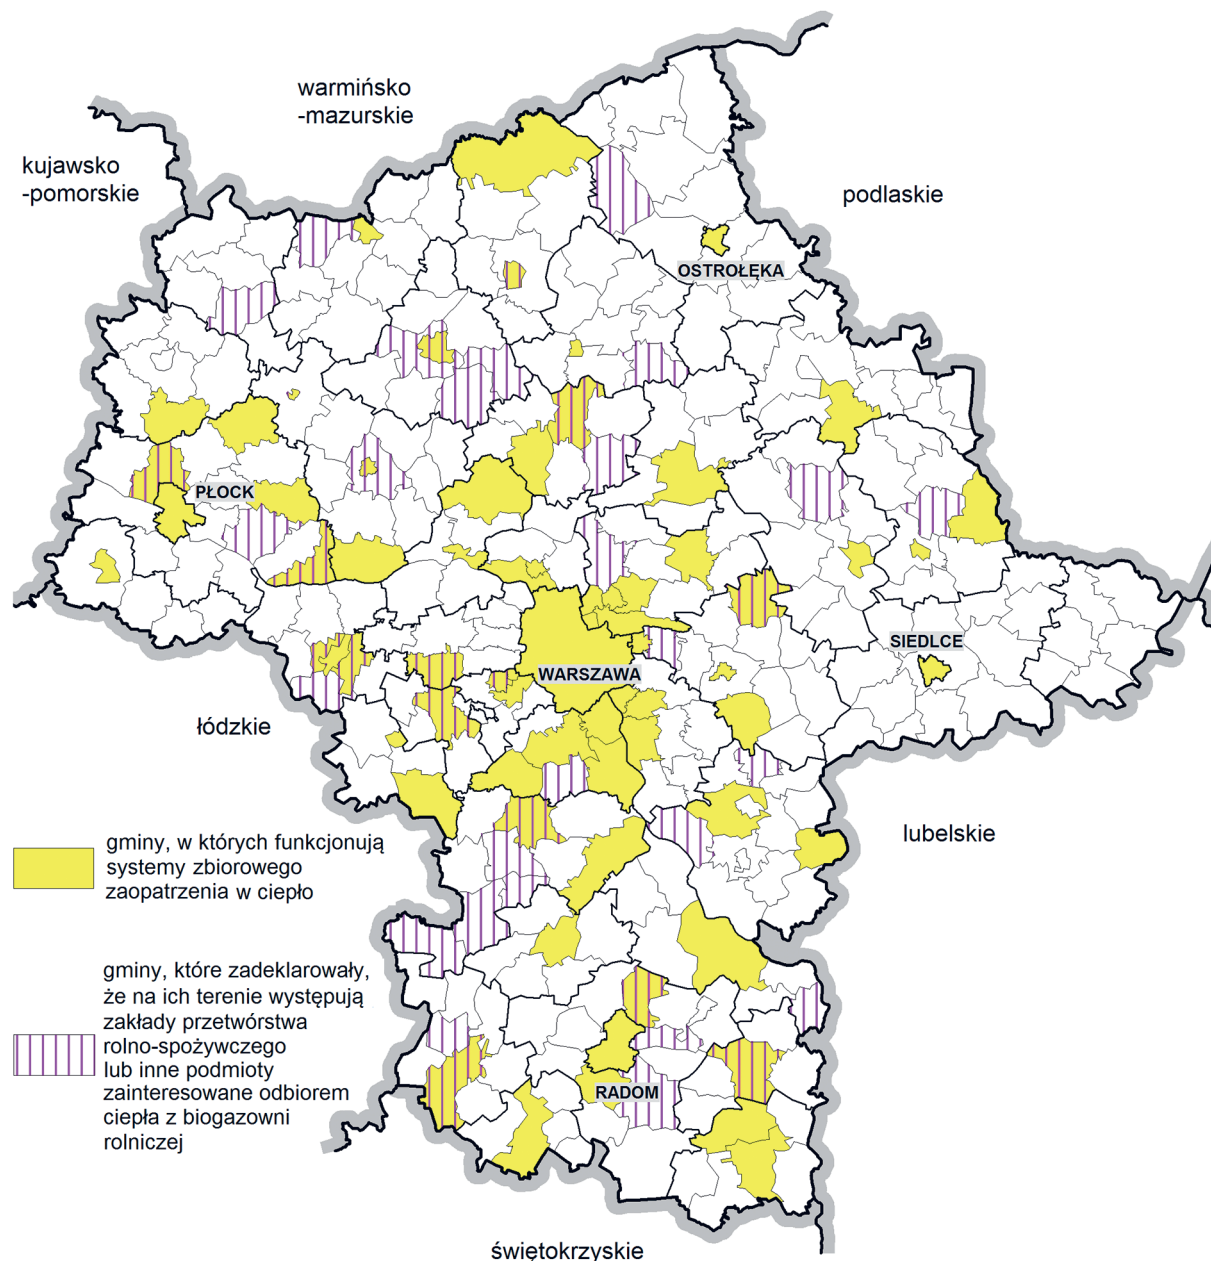 warmińsko
-mazurskie
kujawsko
-pomorskie
podlaskie
OSTROŁĘKA
PŁOCK
SIEDLCE
WARSZAWA
łódzkie
lubelskie
gminy, w których funkcjonują
systemy zbiorowego
zaopatrzenia w ciepło
gminy, które zadeklarowały,
że na ich terenie występują
zakłady przetwórstwa
rolno-spożywczego
lub inne podmioty
zainteresowane odbiorem
ciepła z biogazowni
rolniczej
RADOM
świętokrzyskie